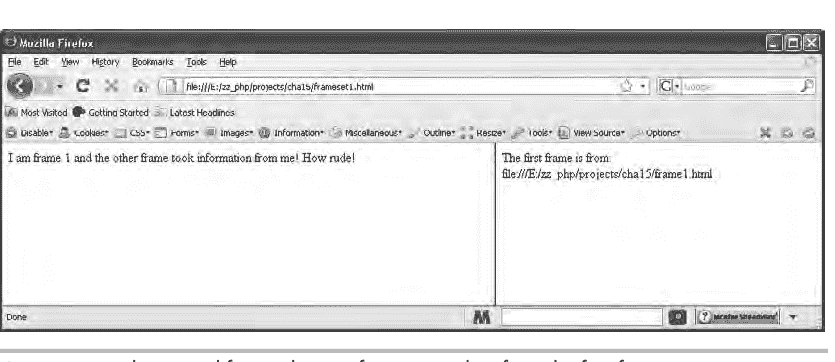 Mozilla Firefox
File Edit View History Bookmarks Tools Help
file:///E:/zz_php/projects/cha15/frameset1.html
Google
Most Visited Getting Started Latest Headlines
Disable Cookies CSS Forms Images Information Miscellaneous Outline Resize Tools View Source Options
I am frame 1 and the other frame took information from me! How rude!
The first frame is from:
file:///E:/zz_php/projects/cha15/frame1.html
Done